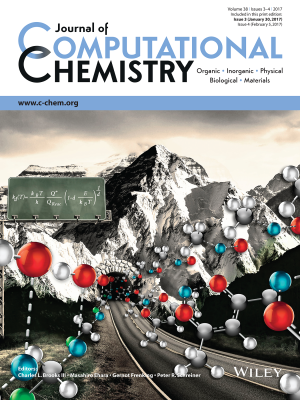 Volume 38 | Issues 3–4 | 2017
Included in this print edition:
Issue 3 (January 30, 2017)
Issue 4 (February 5, 2017)
Journal of
COMPUTATIONAL
CHEMISTRY
Organic • Inorganic • Physical
Biological • Materials
www.c-chem.org
Editors:
Charles L. Brooks III • Masahiro Ehara • Gernot Frenking • Peter R. Schreiner
WILEY